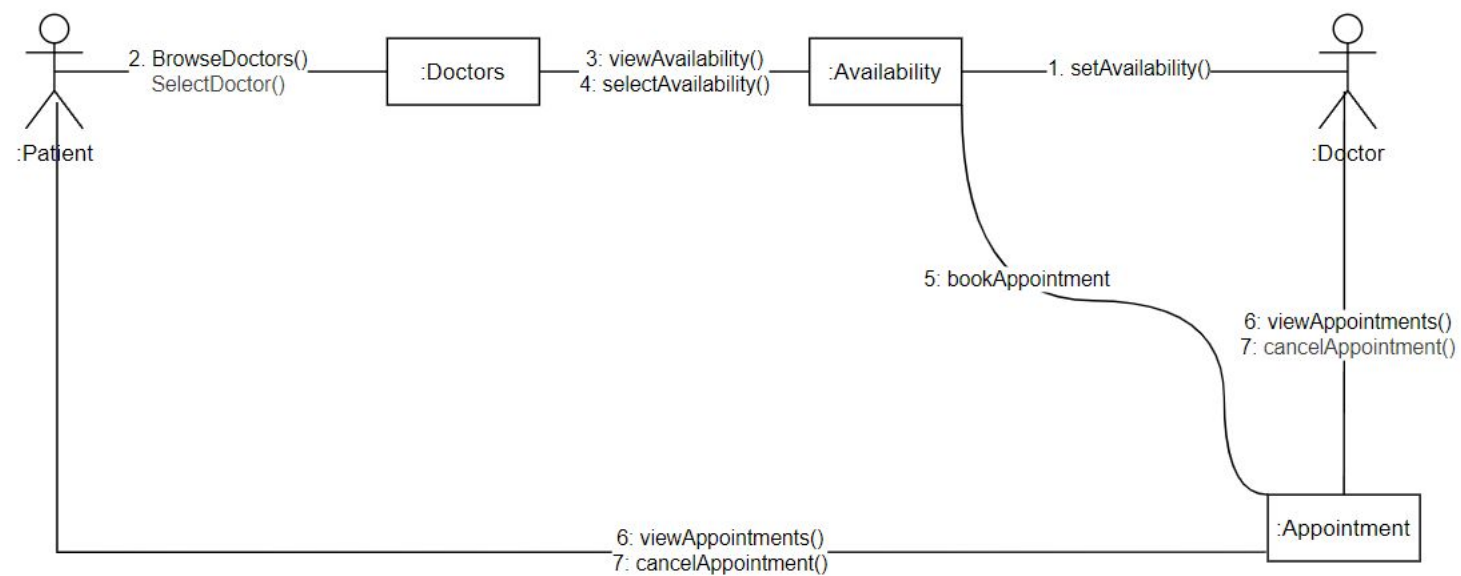 2. BrowseDoctors()
SelectDoctor()
:Doctors
3: viewAvailability()
4: selectAvailability()
:Availability
1. setAvailability()
:Patient
:Doctor
5: bookAppointment
6: viewAppointments()
7: cancelAppointment()
:Appointment
6: viewAppointments()
7: cancelAppointment()